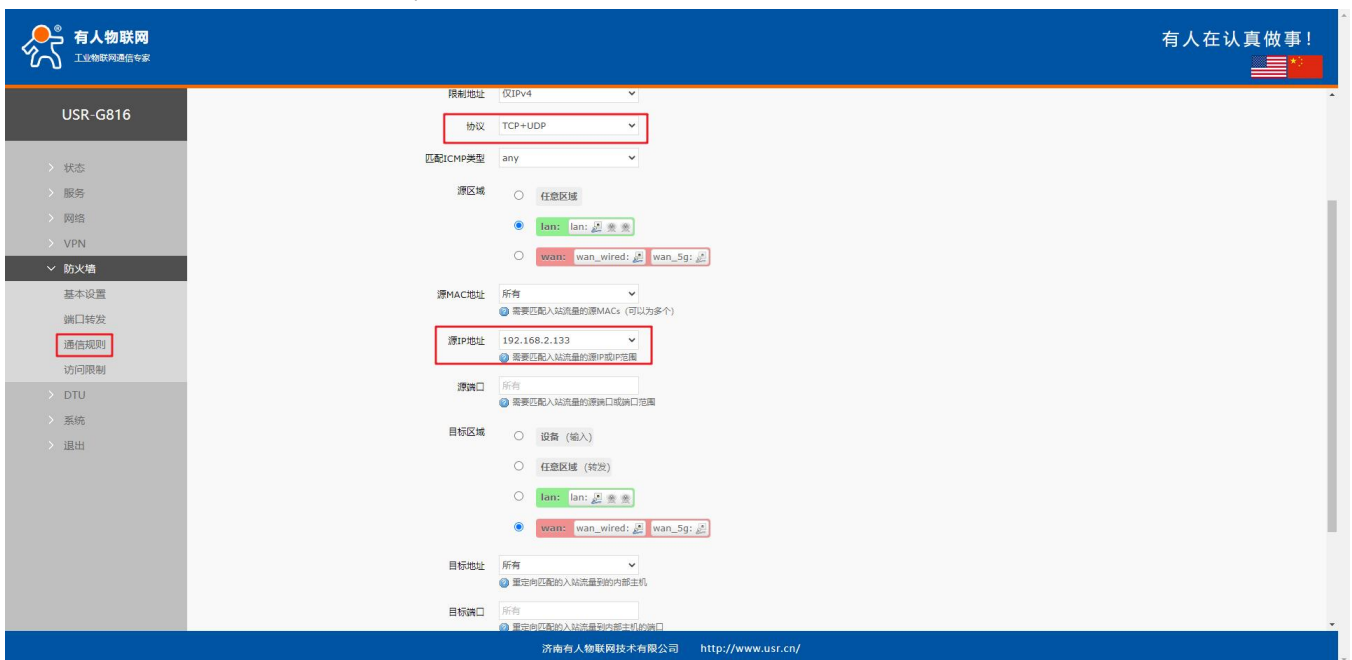 有人物联网
工业物联网通信专家
有人在认真做事！
USR-G816
状态
服务
网络
VPN
防火墙
基本设置
端口转发
通信规则
访问限制
DTU
系统
退出
限制地址 仅IPv4
协议 TCP+UDP
匹配ICMP类型 any
源区域 任意区域
lan: lan:
wan: wan_wired: wan_5g:
源MAC地址 所有
需要匹配入站流量的源MACs（可以为多个）
源IP地址 192.168.2.133
需要匹配入站流量的源IP或IP范围
源端口 所有
需要匹配入站流量的源端口或端口范围
目标区域 设备（输入）
任意区域（转发）
lan: lan:
wan: wan_wired: wan_5g:
目标地址 所有
重定向匹配的入站流量到的内部主机
目标端口 所有
重定向匹配的入站流量到内部主机的端口
济南有人物联网技术有限公司 http://www.usr.cn/